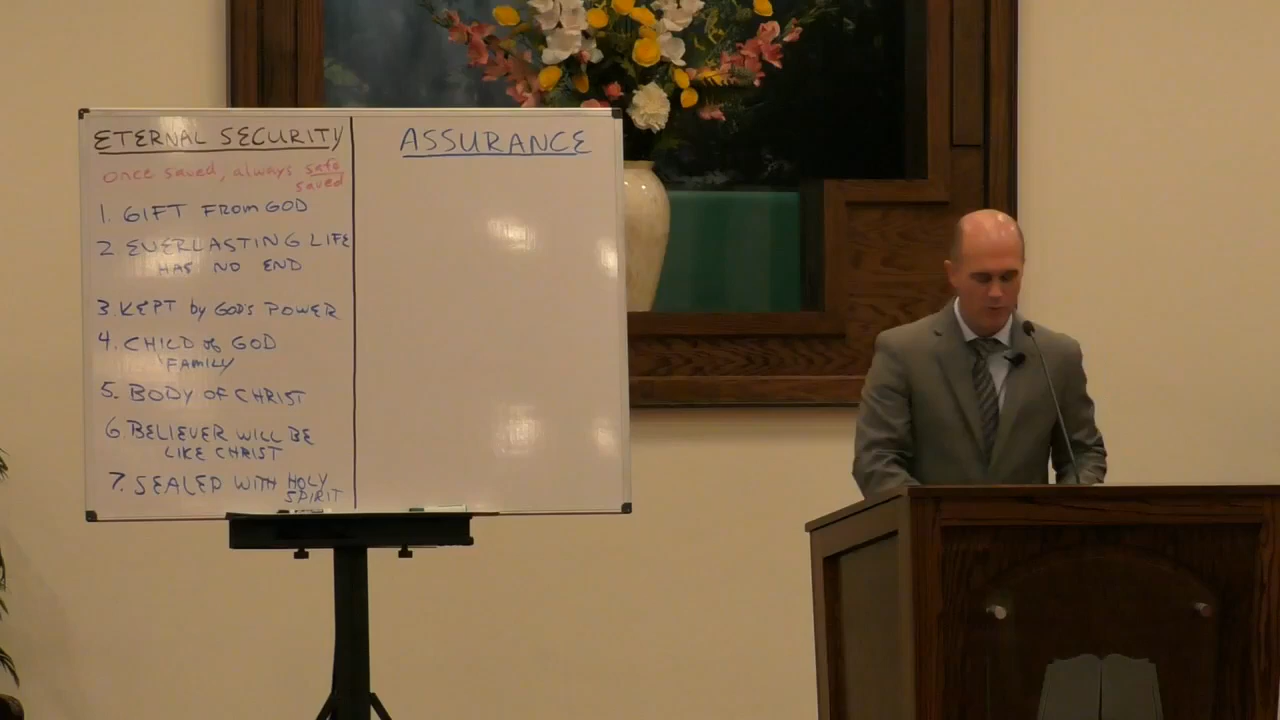 ETERNAL SECURITY
once saved, always safe
saved
1. GIFT FROM GOD
2 EVERLASTING LIFE
HAS NO END
3. KEPT by GOD'S POWER
4. CHILD of GOD
FAMILY
5. BODY OF CHRIST
6. BELIEVER WILL BE
LIKE CHRIST
7. SEALED WITH HOLY
SPIRIT
ASSURANCE